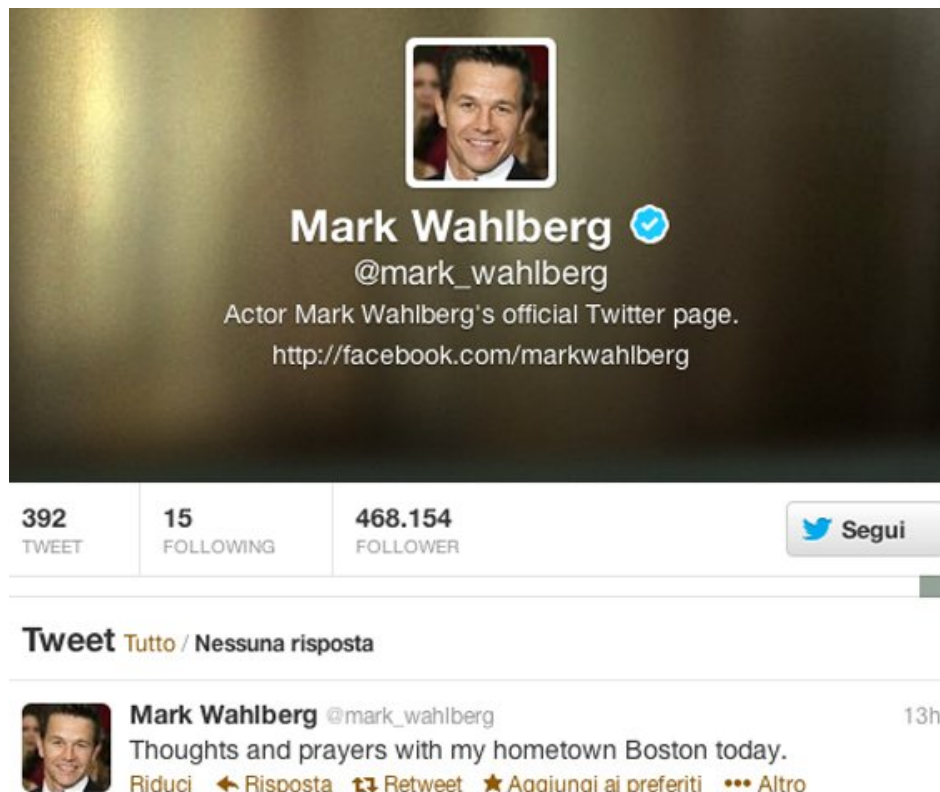 Mark Wahlberg
@mark_wahlberg
Actor Mark Wahlberg's official Twitter page.
http://facebook.com/markwahlberg
392 15 468.154
TWEET FOLLOWING FOLLOWER
Segui
Tweet Tutto / Nessuna risposta
Mark Wahlberg @mark_wahlberg 13h
Thoughts and prayers with my hometown Boston today.
Riduci Risposta Retweet Aggiungi ai preferiti ••• Altro